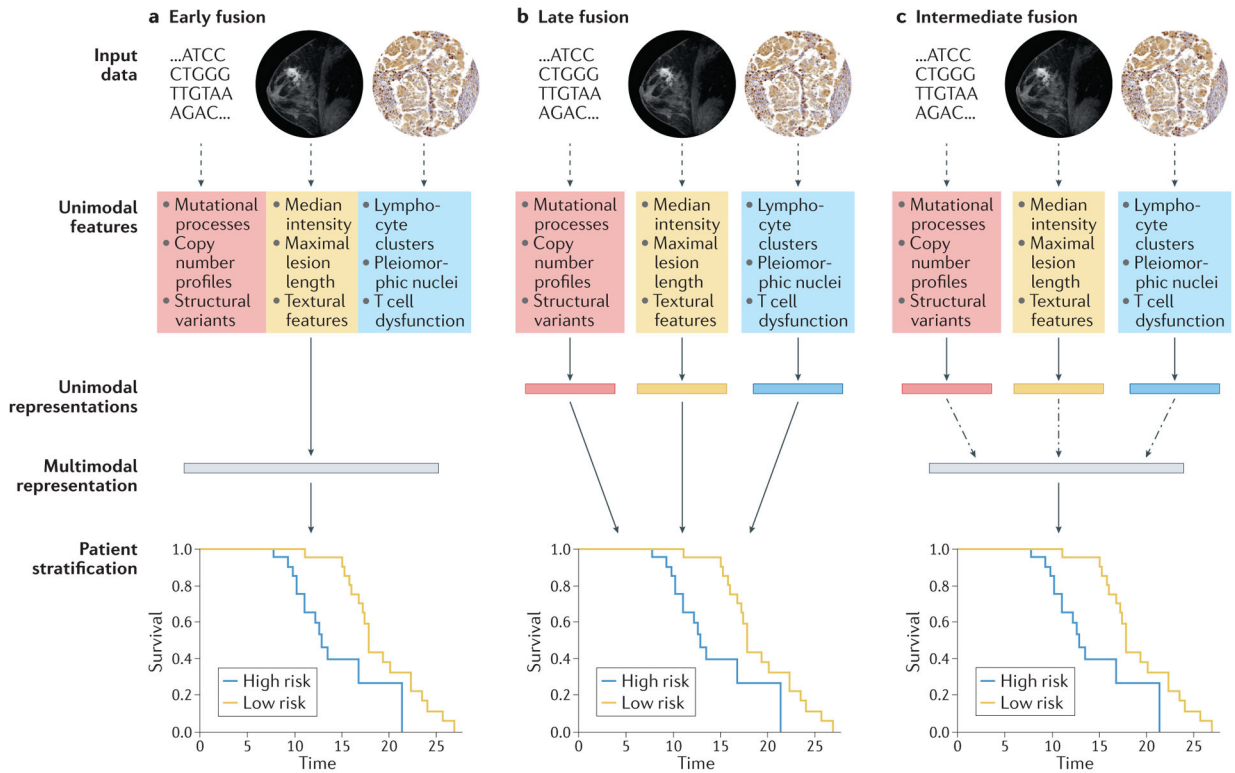 a Early fusion
b Late fusion
c Intermediate fusion
Input
data
...ATCC
CTGGG
TTGTAA
AGAC...
...ATCC
CTGGG
TTGTAA
AGAC...
...ATCC
CTGGG
TTGTAA
AGAC...
Unimodal
features
• Mutational
processes
• Copy
number
profiles
• Structural
variants
• Median
intensity
• Maximal
lesion
length
• Textural
features
• Lympho-
cyte
clusters
• Pleiomor-
phic nuclei
• T cell
dysfunction
• Mutational
processes
• Copy
number
profiles
• Structural
variants
• Median
intensity
• Maximal
lesion
length
• Textural
features
• Lympho-
cyte
clusters
• Pleiomor-
phic nuclei
• T cell
dysfunction
• Mutational
processes
• Copy
number
profiles
• Structural
variants
• Median
intensity
• Maximal
lesion
length
• Textural
features
• Lympho-
cyte
clusters
• Pleiomor-
phic nuclei
• T cell
dysfunction
Unimodal
representations
Multimodal
representation
Patient
stratification
Survival
1.0
0.8
0.6
0.4
0.2
0.0
High risk
Low risk
0 5 10 15 20 25
Time
Survival
1.0
0.8
0.6
0.4
0.2
0.0
High risk
Low risk
0 5 10 15 20 25
Time
Survival
1.0
0.8
0.6
0.4
0.2
0.0
High risk
Low risk
0 5 10 15 20 25
Time